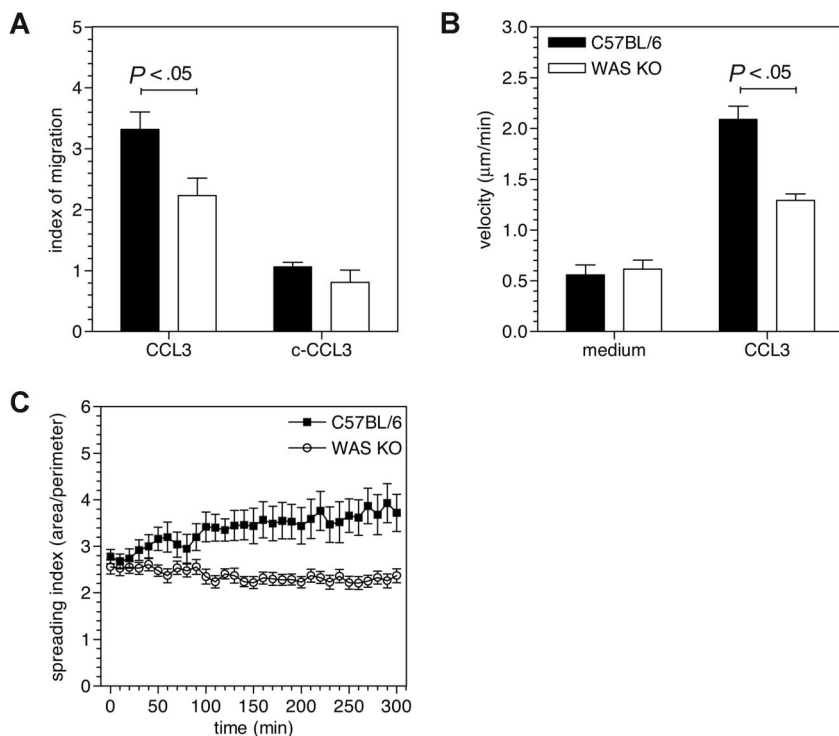 A
index of migration
5
4
3
2
1
0
P < .05
CCL3
c-CCL3
B
C57BL/6
WAS KO
velocity (μm/min)
3.0
2.5
2.0
1.5
1.0
0.5
0.0
P < .05
medium
CCL3
C
C57BL/6
WAS KO
spreading index (area/perimeter)
6
5
4
3
2
1
0
0 50 100 150 200 250 300
time (min)